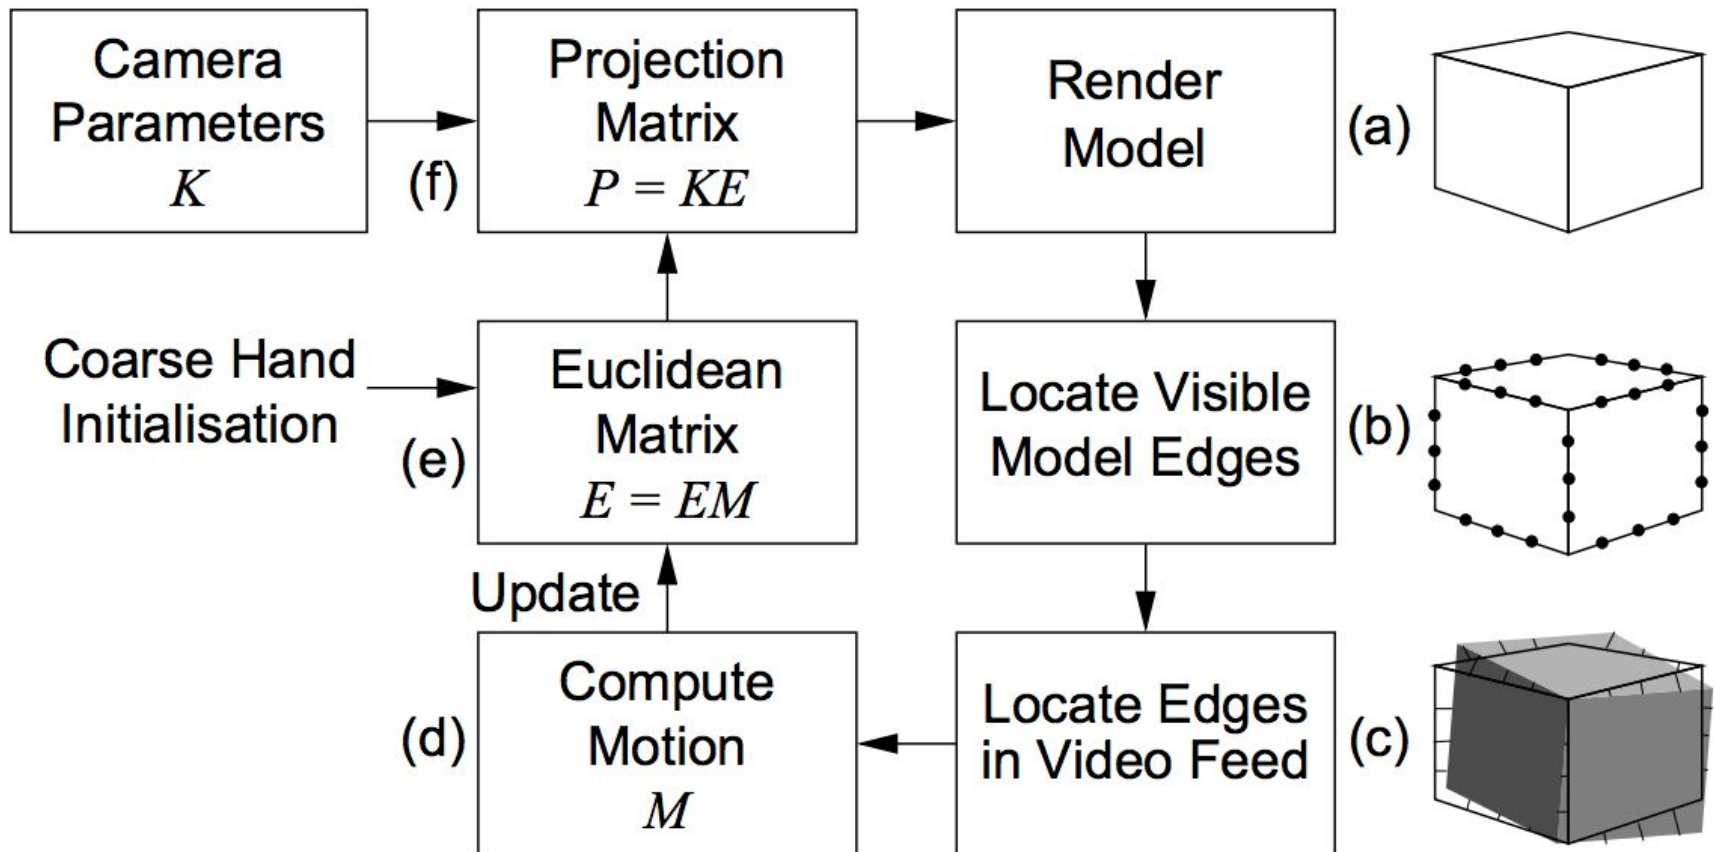 Camera
Parameters
K
(f)
Projection
Matrix
P = KE
Render
Model
(a)
Coarse Hand
Initialisation
(e)
Euclidean
Matrix
E = EM
Locate Visible
Model Edges
(b)
Update
(d)
Compute
Motion
M
Locate Edges
in Video Feed
(c)